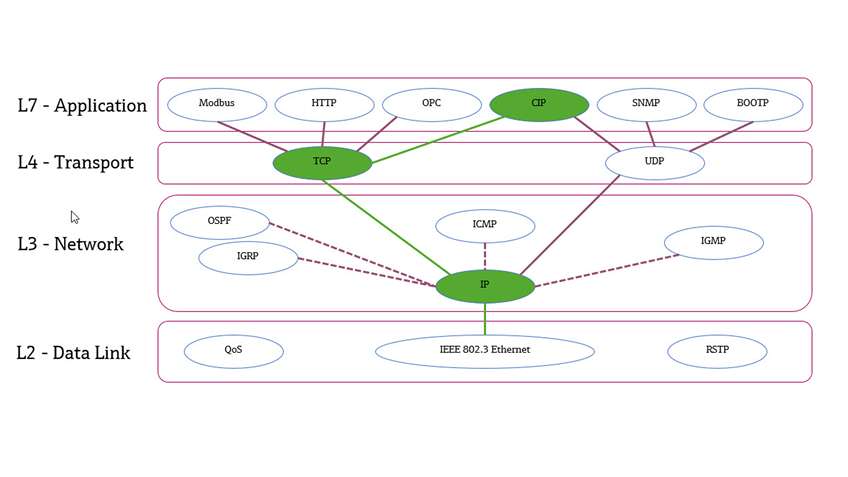 L7 - Application
Modbus
HTTP
OPC
CIP
SNMP
BOOTP
L4 - Transport
TCP
UDP
L3 - Network
OSPF
IGRP
ICMP
IGMP
IP
L2 - Data Link
QoS
IEEE 802.3 Ethernet
RSTP